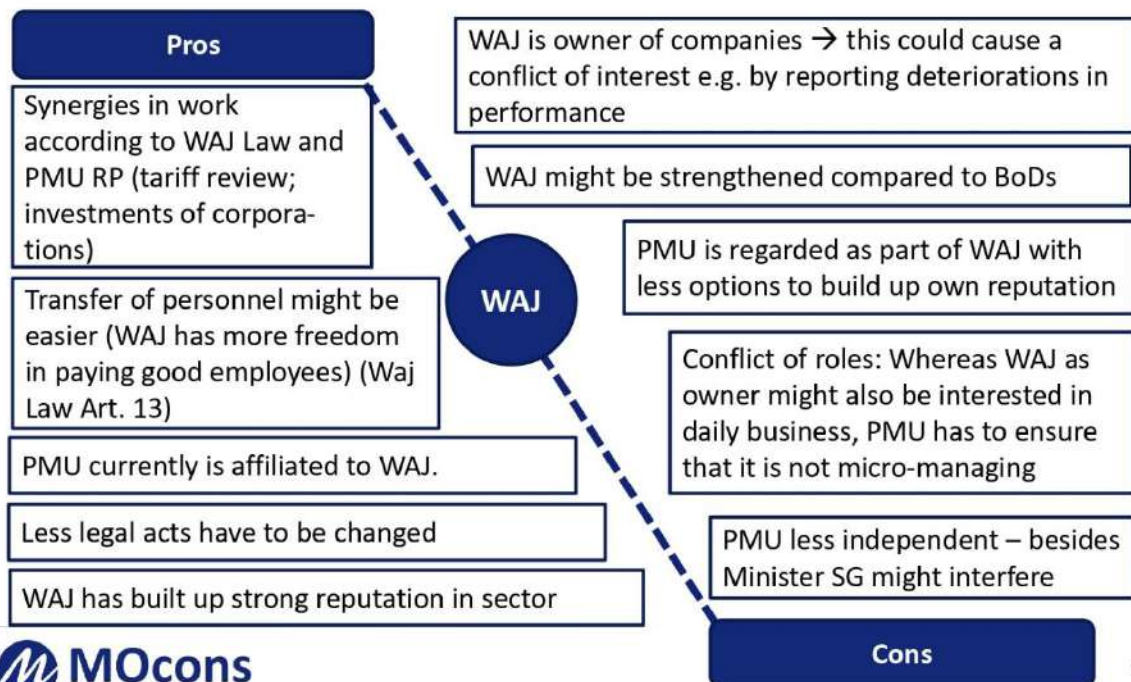 Pros
Synergies in work
according to WAJ Law and
PMU RP (tariff review;
investments of corpora-
tions)
Transfer of personnel might be
easier (WAJ has more freedom
in paying good employees) (Waj
Law Art. 13)
PMU currently is affiliated to WAJ.
Less legal acts have to be changed
WAJ has built up strong reputation in sector
WAJ
WAJ is owner of companies → this could cause a
conflict of interest e.g. by reporting deteriorations in
performance
WAJ might be strengthened compared to BoDs
PMU is regarded as part of WAJ with
less options to build up own reputation
Conflict of roles: Whereas WAJ as
owner might also be interested in
daily business, PMU has to ensure
that it is not micro-managing
PMU less independent – besides
Minister SG might interfere
Cons
MOcons